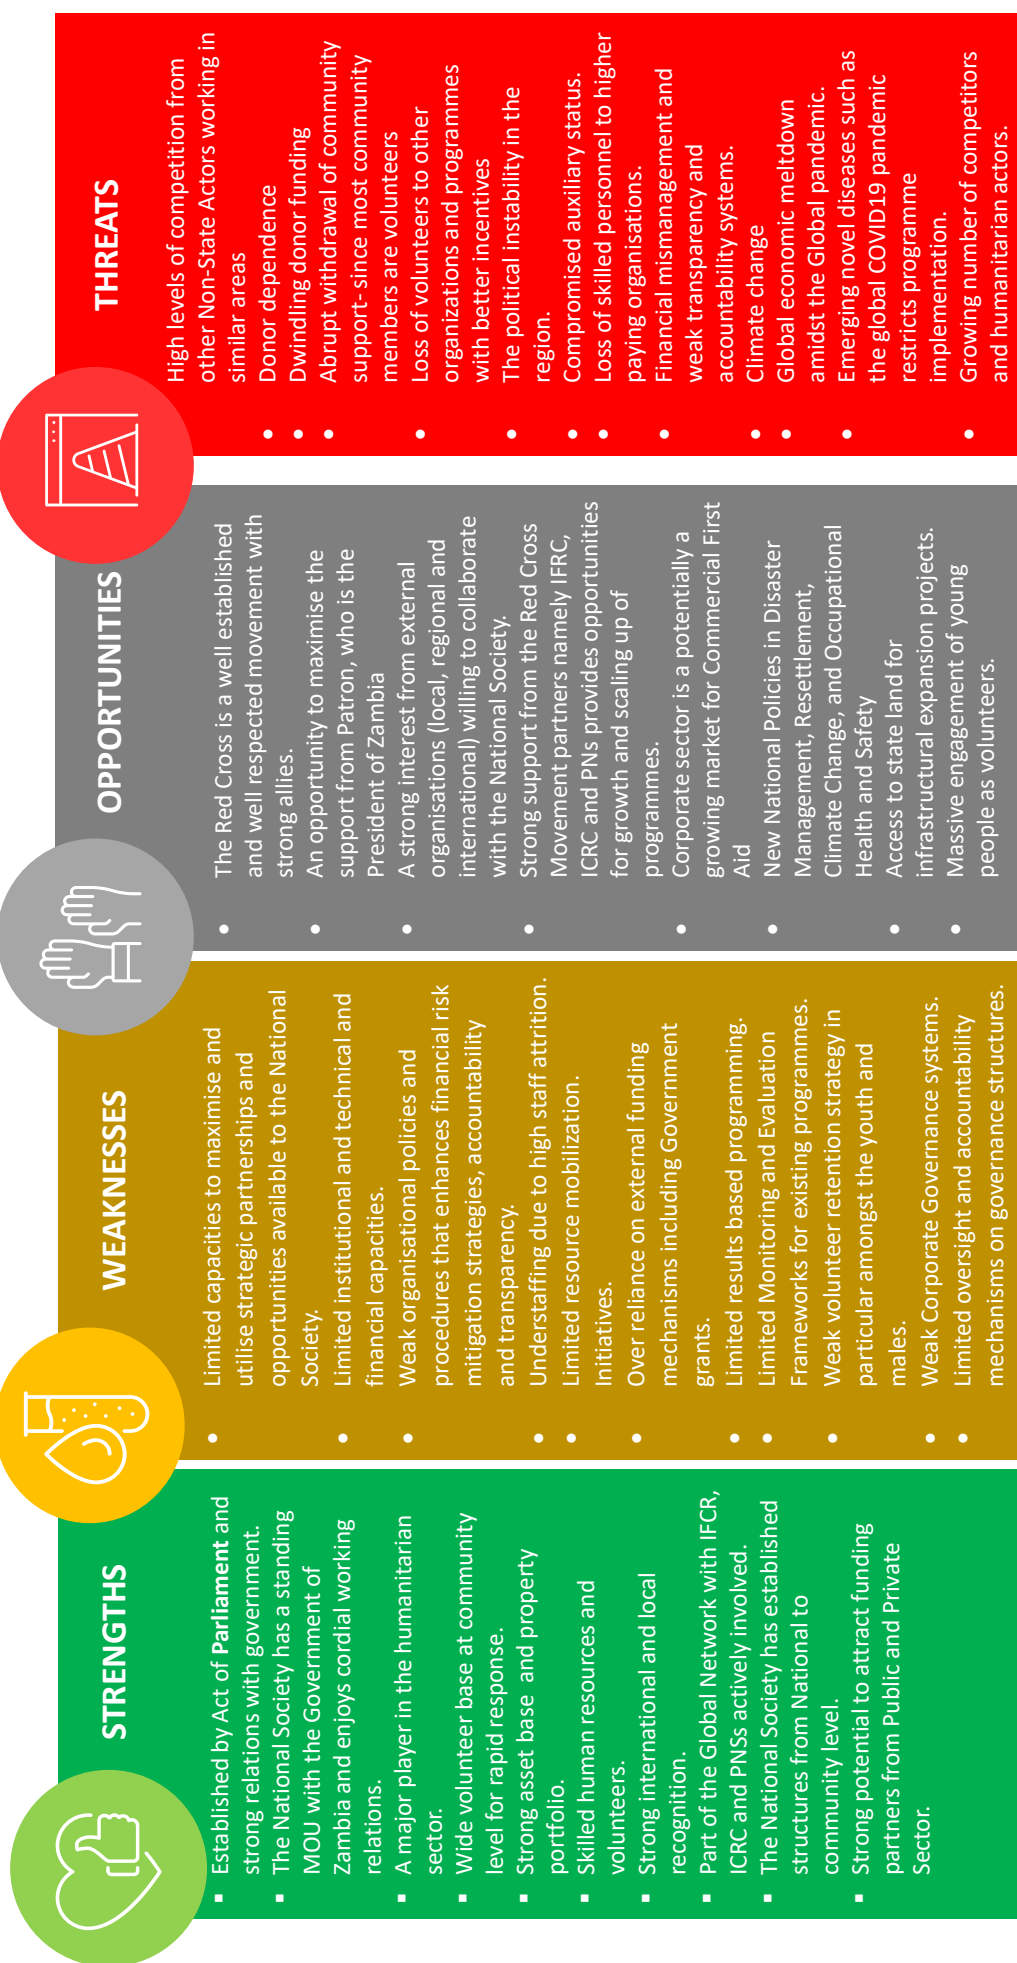 STRENGTHS
Established by Act of Parliament and
strong relations with government.
The National Society has a standing
MOU with the Government of
Zambia and enjoys cordial working
relations.
A major player in the humanitarian
sector.
Wide volunteer base at community
level for rapid response.
Strong asset base and property
portfolio.
Skilled human resources and
volunteers.
Strong international and local
recognition.
Part of the Global Network with IFCR,
ICRC and PNSs actively involved.
The National Society has established
structures from National to
community level.
Strong potential to attract funding
partners from Public and Private
Sector.
WEAKNESSES
Limited capacities to maximise and
utilise strategic partnerships and
opportunities available to the National
Society.
Limited institutional and technical and
financial capacities.
Weak organisational policies and
procedures that enhances financial risk
mitigation strategies, accountability
and transparency.
Understaffing due to high staff attrition.
Limited resource mobilization.
Initiatives.
Over reliance on external funding
mechanisms including Government
grants.
Limited results based programming.
Limited Monitoring and Evaluation
Frameworks for existing programmes.
Weak volunteer retention strategy in
particular amongst the youth and
males.
Weak Corporate Governance systems.
Limited oversight and accountability
mechanisms on governance structures.
OPPORTUNITIES
The Red Cross is a well established
and well respected movement with
strong allies.
An opportunity to maximise the
support from Patron, who is the
President of Zambia
A strong interest from external
organisations (local, regional and
international) willing to collaborate
with the National Society.
Strong support from the Red Cross
Movement partners namely IFRC,
ICRC and PNs provides opportunities
for growth and scaling up of
programmes.
Corporate sector is a potentially a
growing market for Commercial First
Aid
New National Policies in Disaster
Management, Resettlement,
Climate Change, and Occupational
Health and Safety
Access to state land for
infrastructural expansion projects.
Massive engagement of young
people as volunteers.
THREATS
High levels of competition from
other Non-State Actors working in
similar areas
Donor dependence
Dwindling donor funding
Abrupt withdrawal of community
support- since most community
members are volunteers
Loss of volunteers to other
organizations and programmes
with better incentives
The political instability in the
region.
Compromised auxiliary status.
Loss of skilled personnel to higher
paying organisations.
Financial mismanagement and
weak transparency and
accountability systems.
Climate change
Global economic meltdown
amidst the Global pandemic.
Emerging novel diseases such as
the global COVID19 pandemic
restricts programme
implementation.
Growing number of competitors
and humanitarian actors.